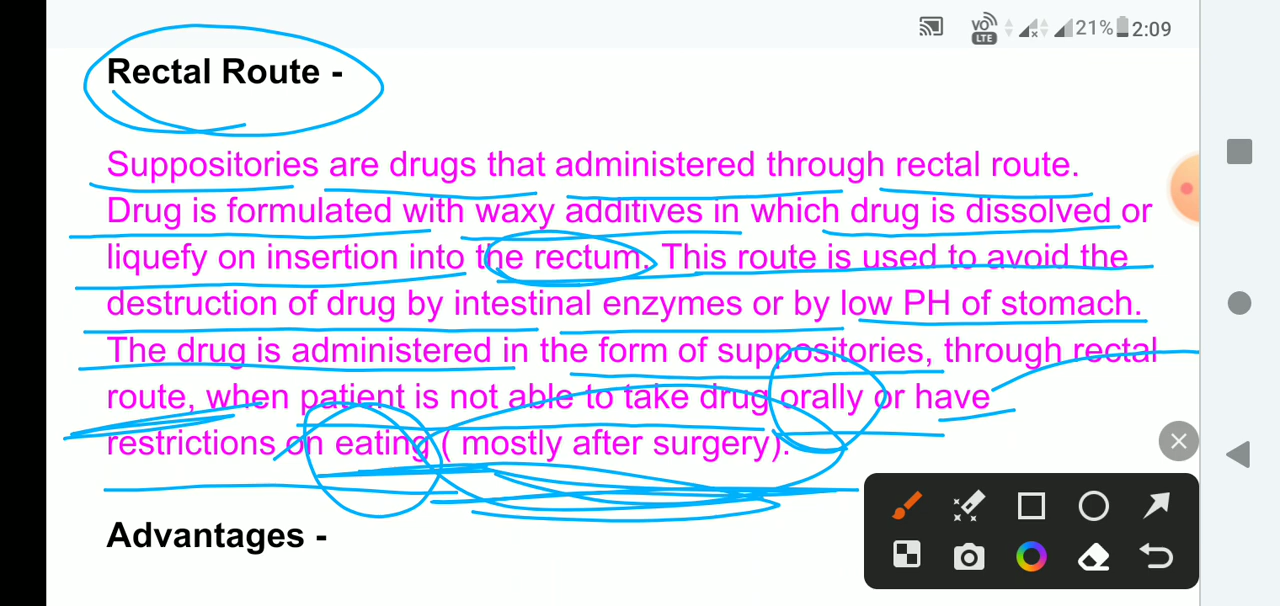 VO LTE 21% 2:09
Rectal Route -
Suppositories are drugs that administered through rectal route.
Drug is formulated with waxy additives in which drug is dissolved or
liquefy on insertion into the rectum. This route is used to avoid the
destruction of drug by intestinal enzymes or by low PH of stomach.
The drug is administered in the form of suppositories, through rectal
route, when patient is not able to take drug orally or have
restrictions on eating ( mostly after surgery).
Advantages -